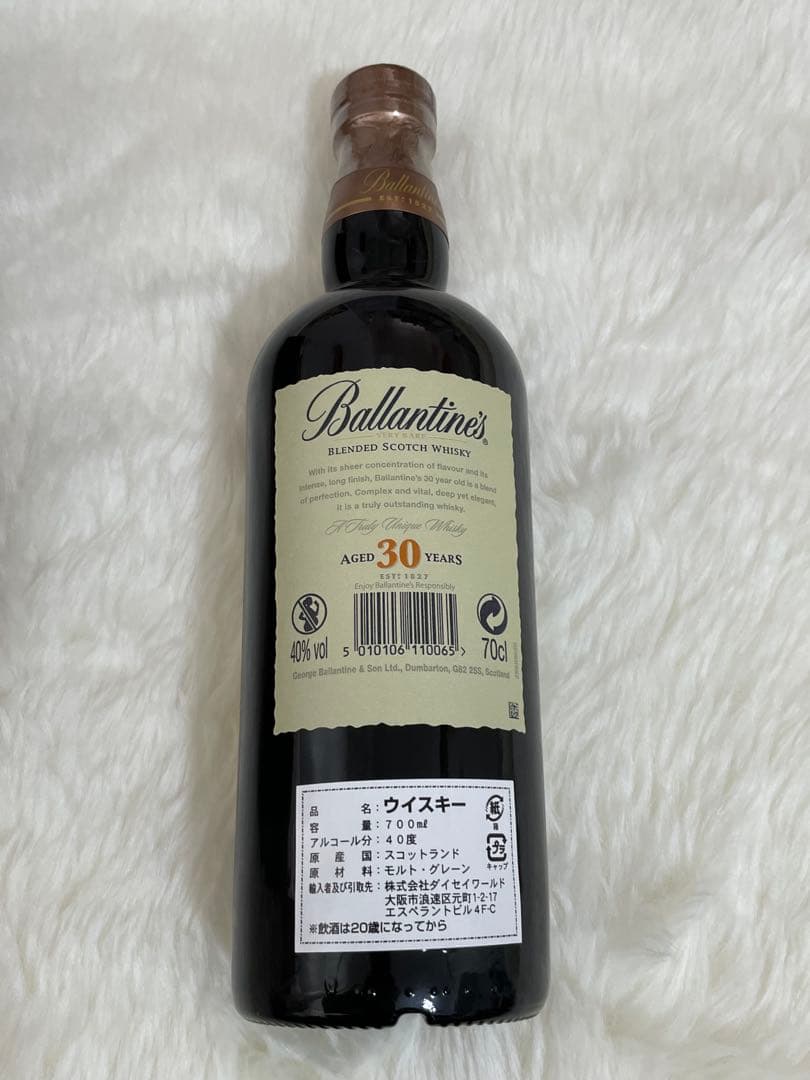 Ballantine's
EST? 1827
Ballantine's®
VERY RARE
BLENDED SCOTCH WHISKY
With its sheer concentration of flavour and its
intense, long finish, Ballantine's 30 year old is a blend
of perfection. Complex and vital, deep yet elegant,
it is a truly outstanding whisky.
A Truly Unique Whisky
AGED 30 YEARS
ESTD 1827
Enjoy Ballantine's Responsibly
40% vol
5 010106 110065 >
70cl
George Ballantine & Son Ltd., Dumbarton, G82 2SS, Scotland
品名:ウイスキー
容量:700㎖
アルコール分:40度
原産国:スコットランド
原材料:モルト・グレーン
輸入者及び引取先:株式会社ダイセイワールド
大阪市浪速区元町1-2-17
エスペラントビル4F-C
※飲酒は20歳になってから
紙
箱
プラ
キャップ